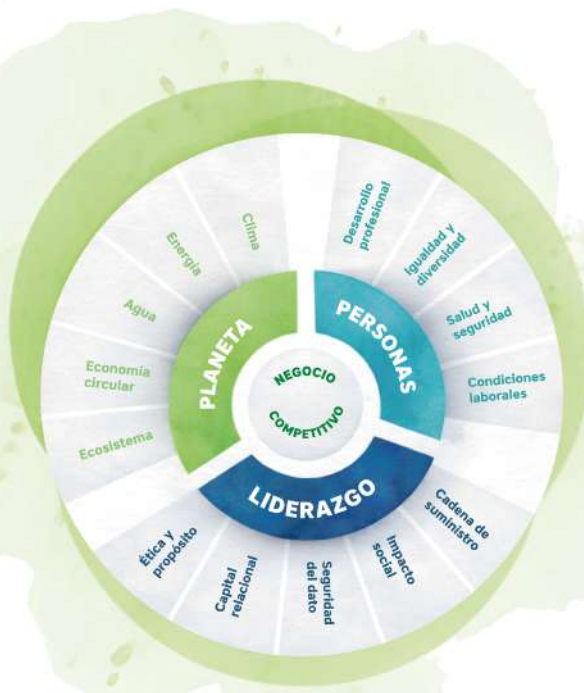 NEGOCIO
COMPETITIVO
PLANETA
Clima
Energía
Agua
Economía
circular
Ecosistema
PERSONAS
Desarrollo
profesional
Igualdad y
diversidad
Salud y
seguridad
Condiciones
laborales
LIDERAZGO
Cadena de
suministro
Impacto
social
Seguridad
del dato
Capital
relacional
Ética y
propósito